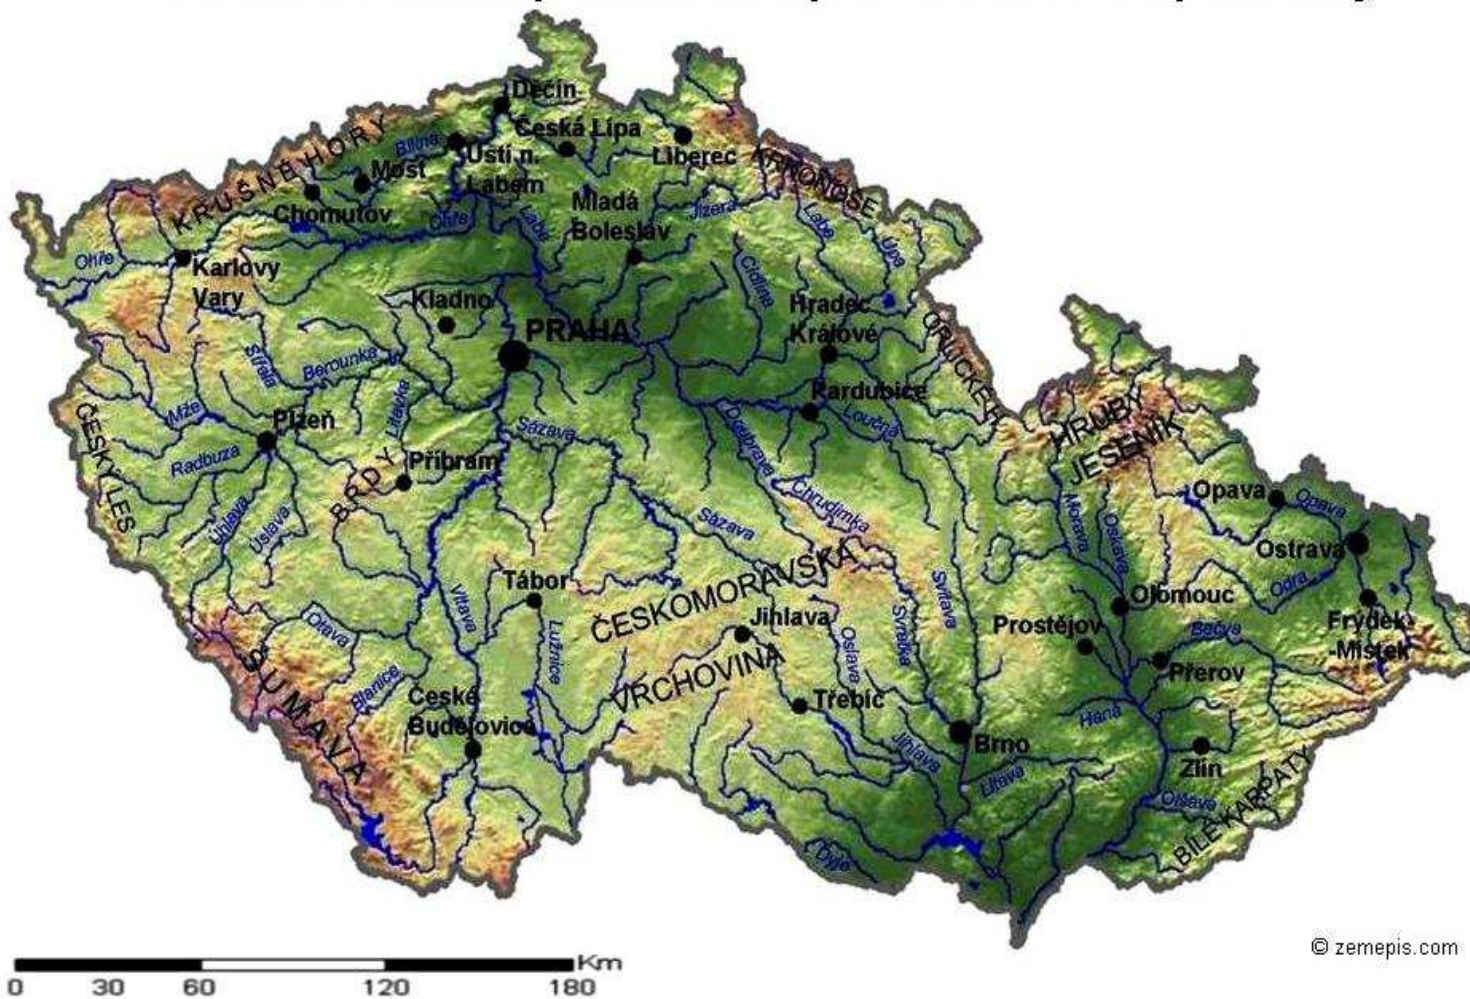 Děčín
Česká Lípa
Bílina
Ústí n.
Labem
Liberec
KRUŠNÉ HORY
Most
Chomutov
KRKONOŠE
Mladá
Boleslav
Jizera
Labe
Úpa
Ohře
Labe
Ohře
Karlovy
Vary
Cidlina
Kladno
Hradec
Králové
PRAHA
ORLICKÉ H.
Střela
Berounka
Litavka
Pardubice
Loučná
HRUBÝ
JESENÍK
Mže
Plzeň
ČESKÝ LES
Radbuza
Sázava
Doubrava
BRDY
Příbram
Chrudimka
Opava
Opava
Úhlava
Úslava
Sázava
Morava
Oskava
Ostrava
ČESKOMORAVSKÁ
VRCHOVINA
Tábor
Vltava
Svitava
Odra
Olomouc
Otava
Lužnice
Jihlava
Oslava
Svratka
Prostějov
Bečva
Frýdek-
-Místek
Přerov
ŠUMAVA
Blanice
České
Budějovice
Třebíč
Haná
Jihlava
Brno
Litava
Zlín
Olšava
BÍLÉ KARPATY
Dyje
© zemepis.com
Km
0 30 60 120 180